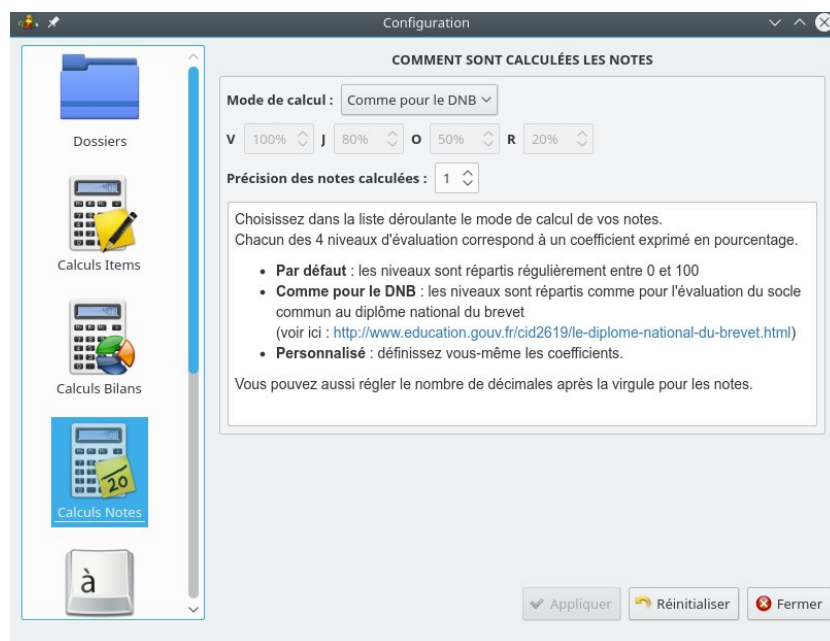 Configuration
Dossiers
Calculs Items
Calculs Bilans
20
Calculs Notes
à
COMMENT SONT CALCULÉES LES NOTES
Mode de calcul : Comme pour le DNB
V 100% J 80% O 50% R 20%
Précision des notes calculées : 1
Choisissez dans la liste déroulante le mode de calcul de vos notes.
Chacun des 4 niveaux d'évaluation correspond à un coefficient exprimé en pourcentage.
• Par défaut : les niveaux sont répartis régulièrement entre 0 et 100
• Comme pour le DNB : les niveaux sont répartis comme pour l'évaluation du socle
commun au diplôme national du brevet
(voir ici : http://www.education.gouv.fr/cid2619/le-diplome-national-du-brevet.html)
• Personnalisé : définissez vous-même les coefficients.
Vous pouvez aussi régler le nombre de décimales après la virgule pour les notes.
Appliquer Réinitialiser Fermer